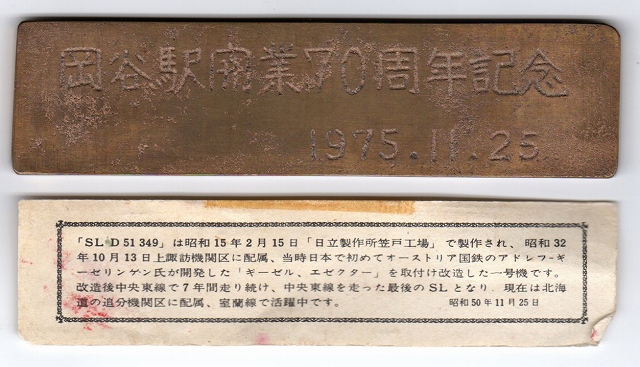 岡谷駅開業70周年記念
1975.11.25
「SL D 51 349」は昭和15年2月15日「日立製作所笠戸工場」で製作され、昭和32
年10月13日上諏訪機関区に配属、当時日本で初めてオーストリア国鉄のアドレフ-ギ
ーゼリンゲン氏が開発した「ギーゼル、エゼクター」を取付け改造した一号機です。
改造後中央東線で7年間走り続け、中央東線を走った最後のSLとなり、現在は北海
道の追分機関区に配属、室蘭線で活躍中です。
昭和50年11月25日